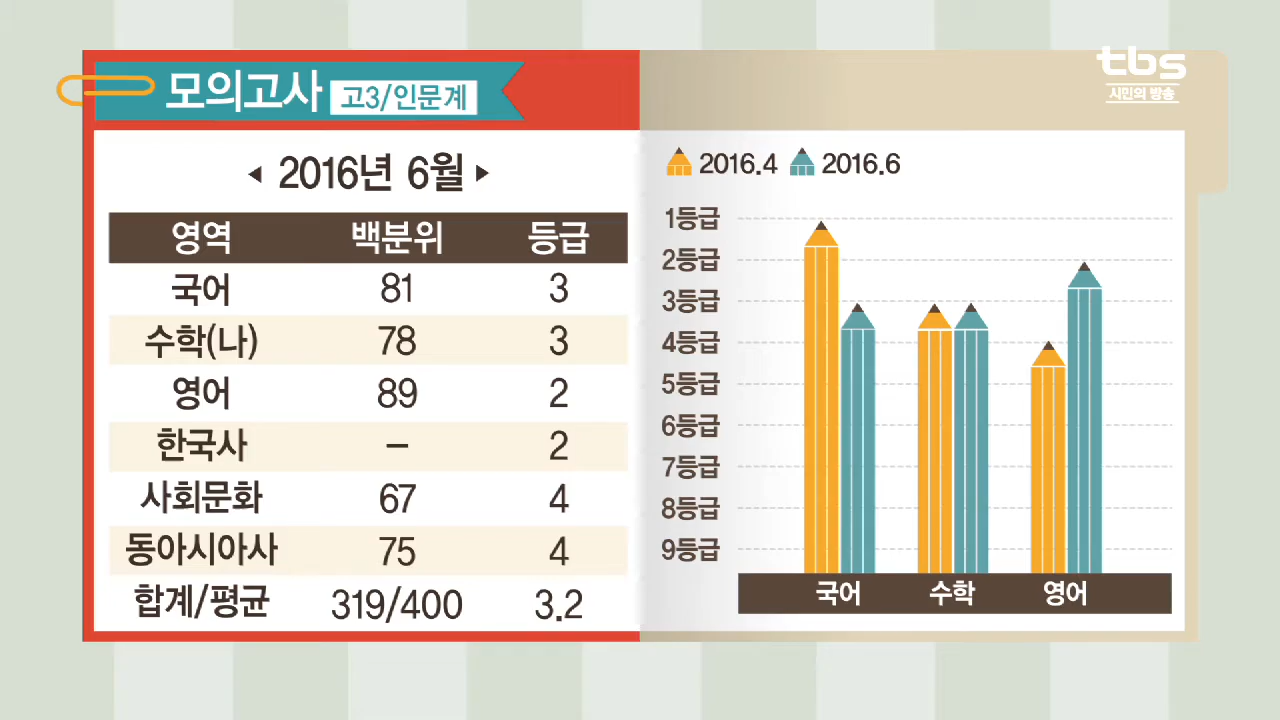 모의고사 고3/인문계
tbs
시민의 방송
2016년 6월
영역 백분위 등급
국어 81 3
수학(나) 78 3
영어 89 2
한국사 – 2
사회문화 67 4
동아시아사 75 4
합계/평균 319/400 3.2
2016.4 2016.6
1등급
2등급
3등급
4등급
5등급
6등급
7등급
8등급
9등급
국어 수학 영어